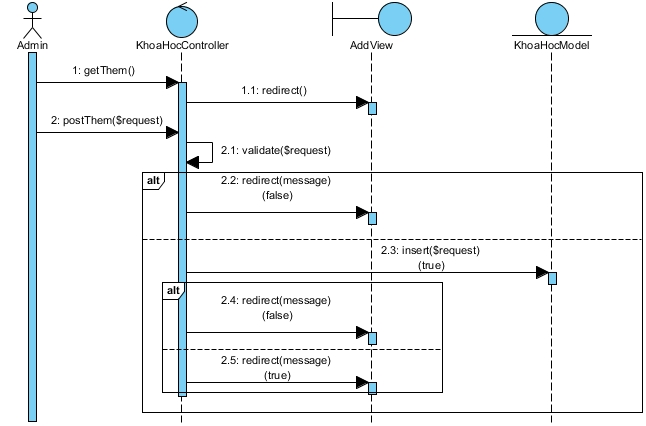 Admin
KhoaHocController
AddView
KhoaHocModel
1: getThem()
1.1: redirect()
2: postThem($request)
2.1: validate($request)
alt
2.2: redirect(message)
(false)
2.3: insert($request)
(true)
alt
2.4: redirect(message)
(false)
2.5: redirect(message)
(true)